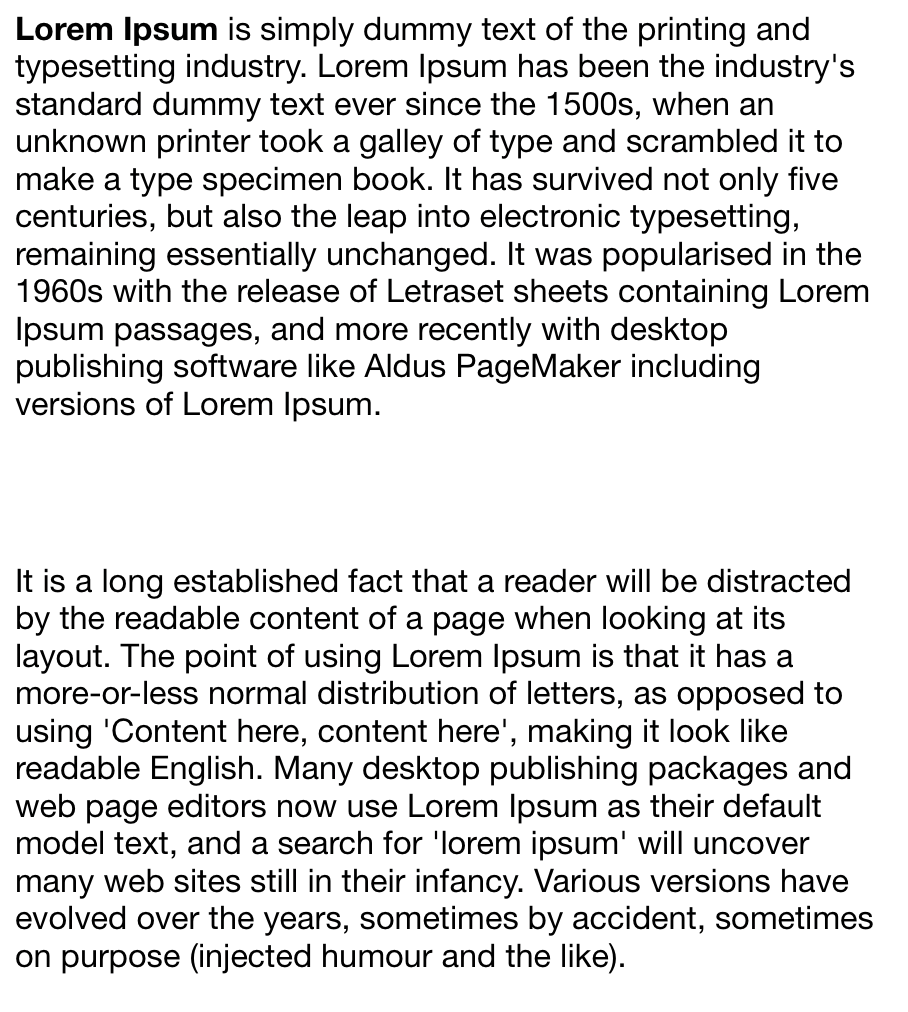 Lorem Ipsum is simply dummy text of the printing and
typesetting industry. Lorem Ipsum has been the industry's
standard dummy text ever since the 1500s, when an
unknown printer took a galley of type and scrambled it to
make a type specimen book. It has survived not only five
centuries, but also the leap into electronic typesetting,
remaining essentially unchanged. It was popularised in the
1960s with the release of Letraset sheets containing Lorem
Ipsum passages, and more recently with desktop
publishing software like Aldus PageMaker including
versions of Lorem Ipsum.
It is a long established fact that a reader will be distracted
by the readable content of a page when looking at its
layout. The point of using Lorem Ipsum is that it has a
more-or-less normal distribution of letters, as opposed to
using 'Content here, content here', making it look like
readable English. Many desktop publishing packages and
web page editors now use Lorem Ipsum as their default
model text, and a search for 'lorem ipsum' will uncover
many web sites still in their infancy. Various versions have
evolved over the years, sometimes by accident, sometimes
on purpose (injected humour and the like).